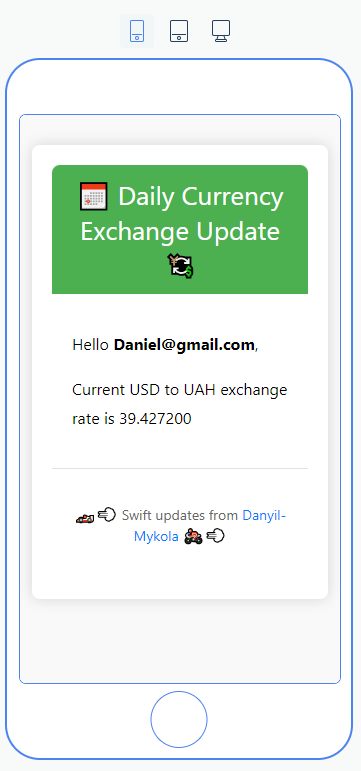 📅 Daily Currency
Exchange Update
💱
Hello Daniel@gmail.com,
Current USD to UAH exchange
rate is 39.427200
🏎💨 Swift updates from Danyil-
Mykola 🏍💨